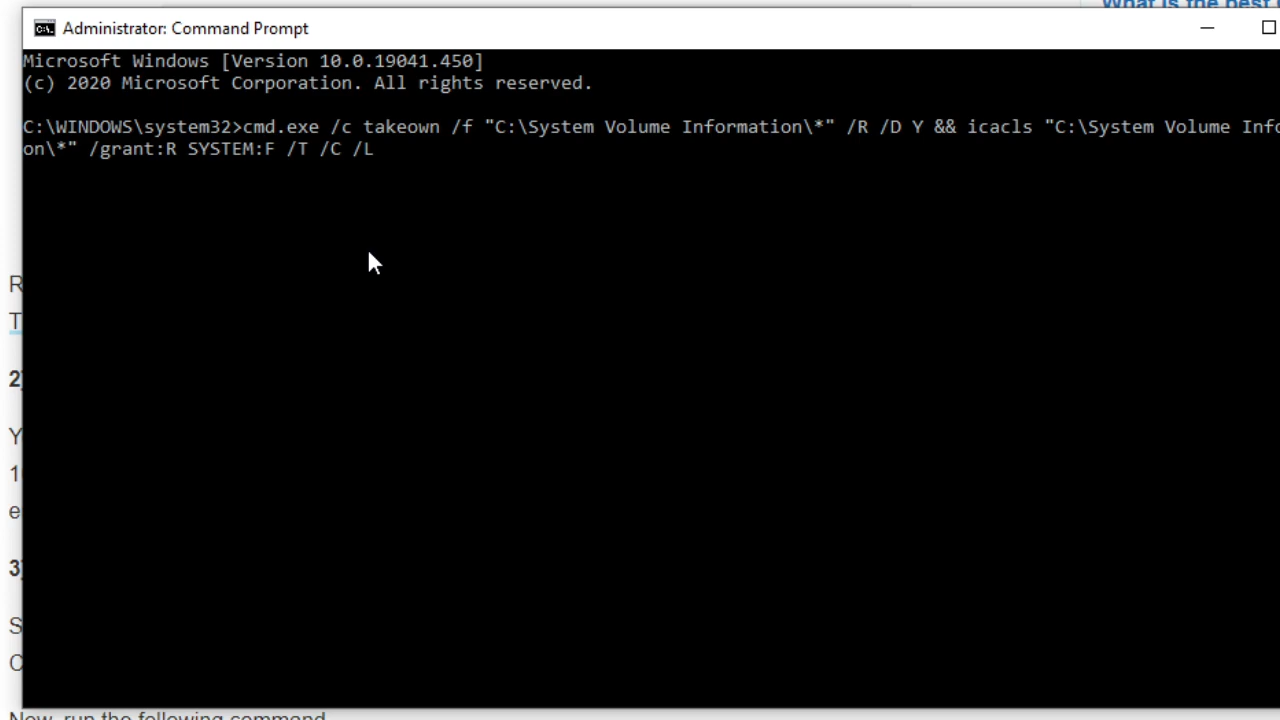 What is the best
Administrator: Command Prompt
Microsoft Windows [Version 10.0.19041.450]
(c) 2020 Microsoft Corporation. All rights reserved.
C:\WINDOWS\system32>cmd.exe /c takeown /f "C:\System Volume Information\*" /R /D Y && icacls "C:\System Volume Info
on\*" /grant:R SYSTEM:F /T /C /L
R
T
2)
Y
1
e
3)
S
C
Now, run the following command